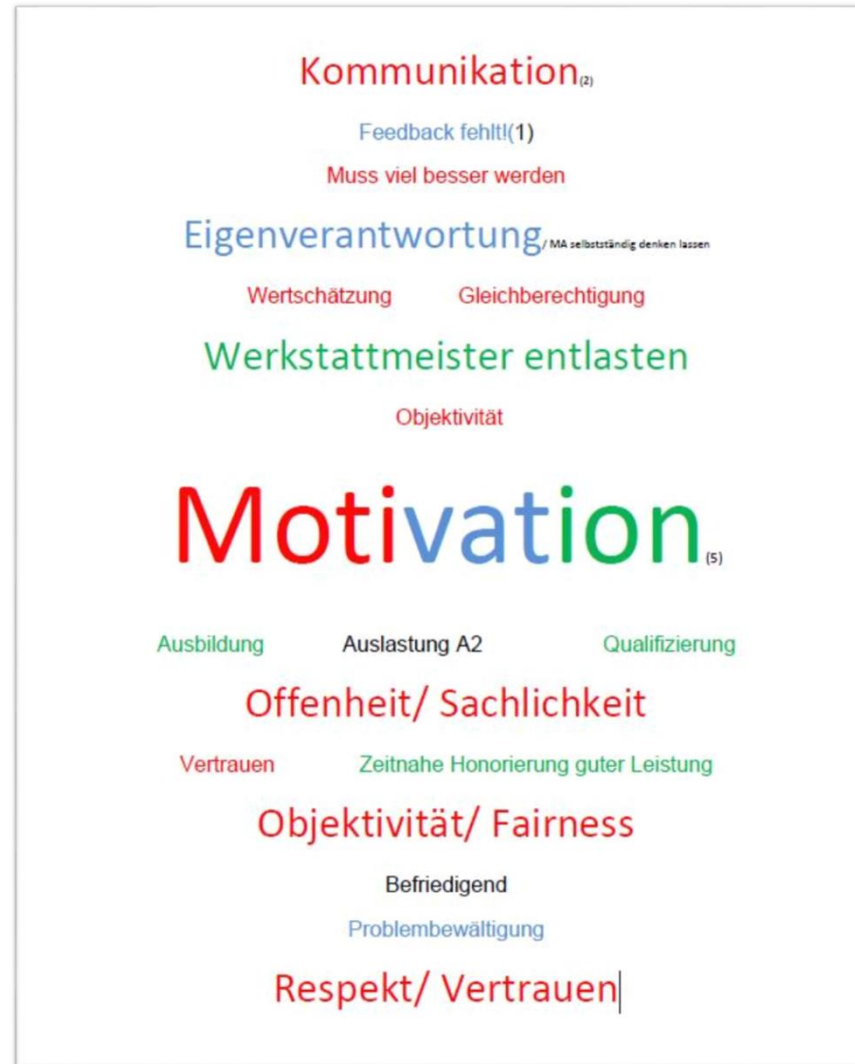 Kommunikation(2)
Feedback fehlt!(1)
Muss viel besser werden
Eigenverantwortung/ MA selbstständig denken lassen
Wertschätzung Gleichberechtigung
Werkstattmeister entlasten
Objektivität
Motivation(5)
Ausbildung Auslastung A2 Qualifizierung
Offenheit/ Sachlichkeit
Vertrauen Zeitnahe Honorierung guter Leistung
Objektivität/ Fairness
Befriedigend
Problembewältigung
Respekt/ Vertrauen